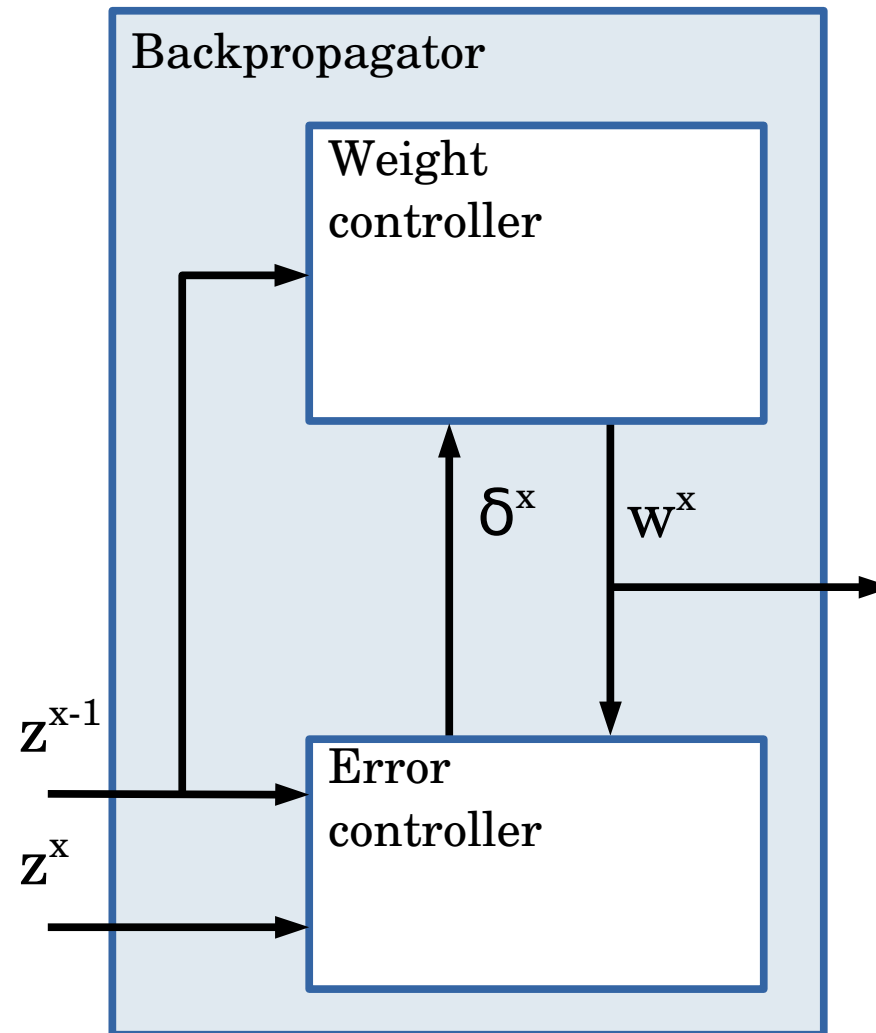 Backpropagator
Weight
controller
δˣ
wˣ
zˣ⁻¹
Error
controller
zˣ